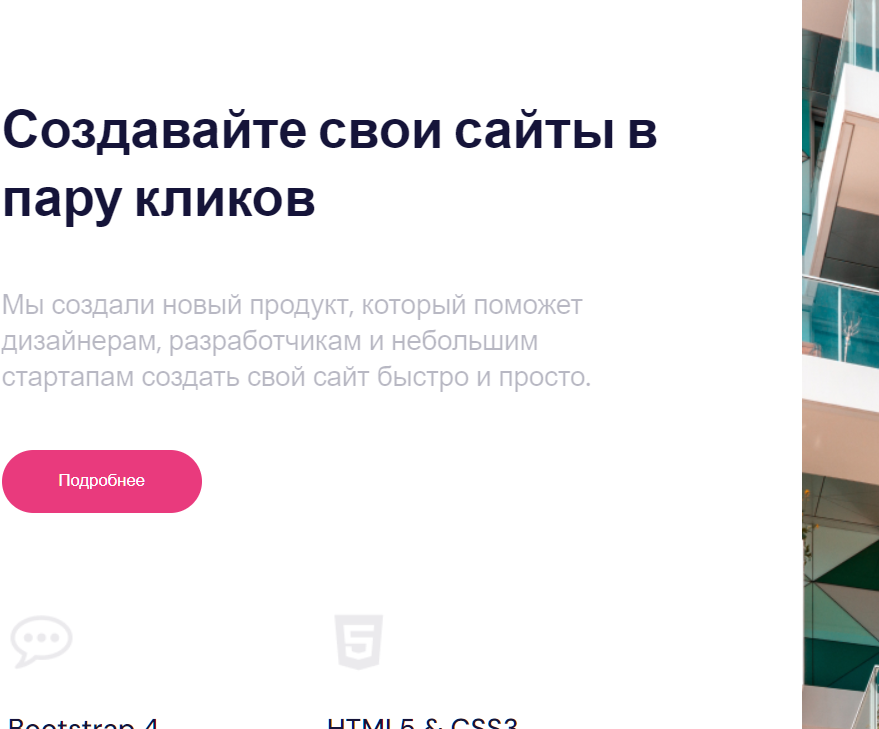 Создавайте свои сайты в
пару кликов
Мы создали новый продукт, который поможет
дизайнерам, разработчикам и небольшим
стартапам создать свой сайт быстро и просто.
Подробнее
Bootstrap 4
HTML5 & CSS3